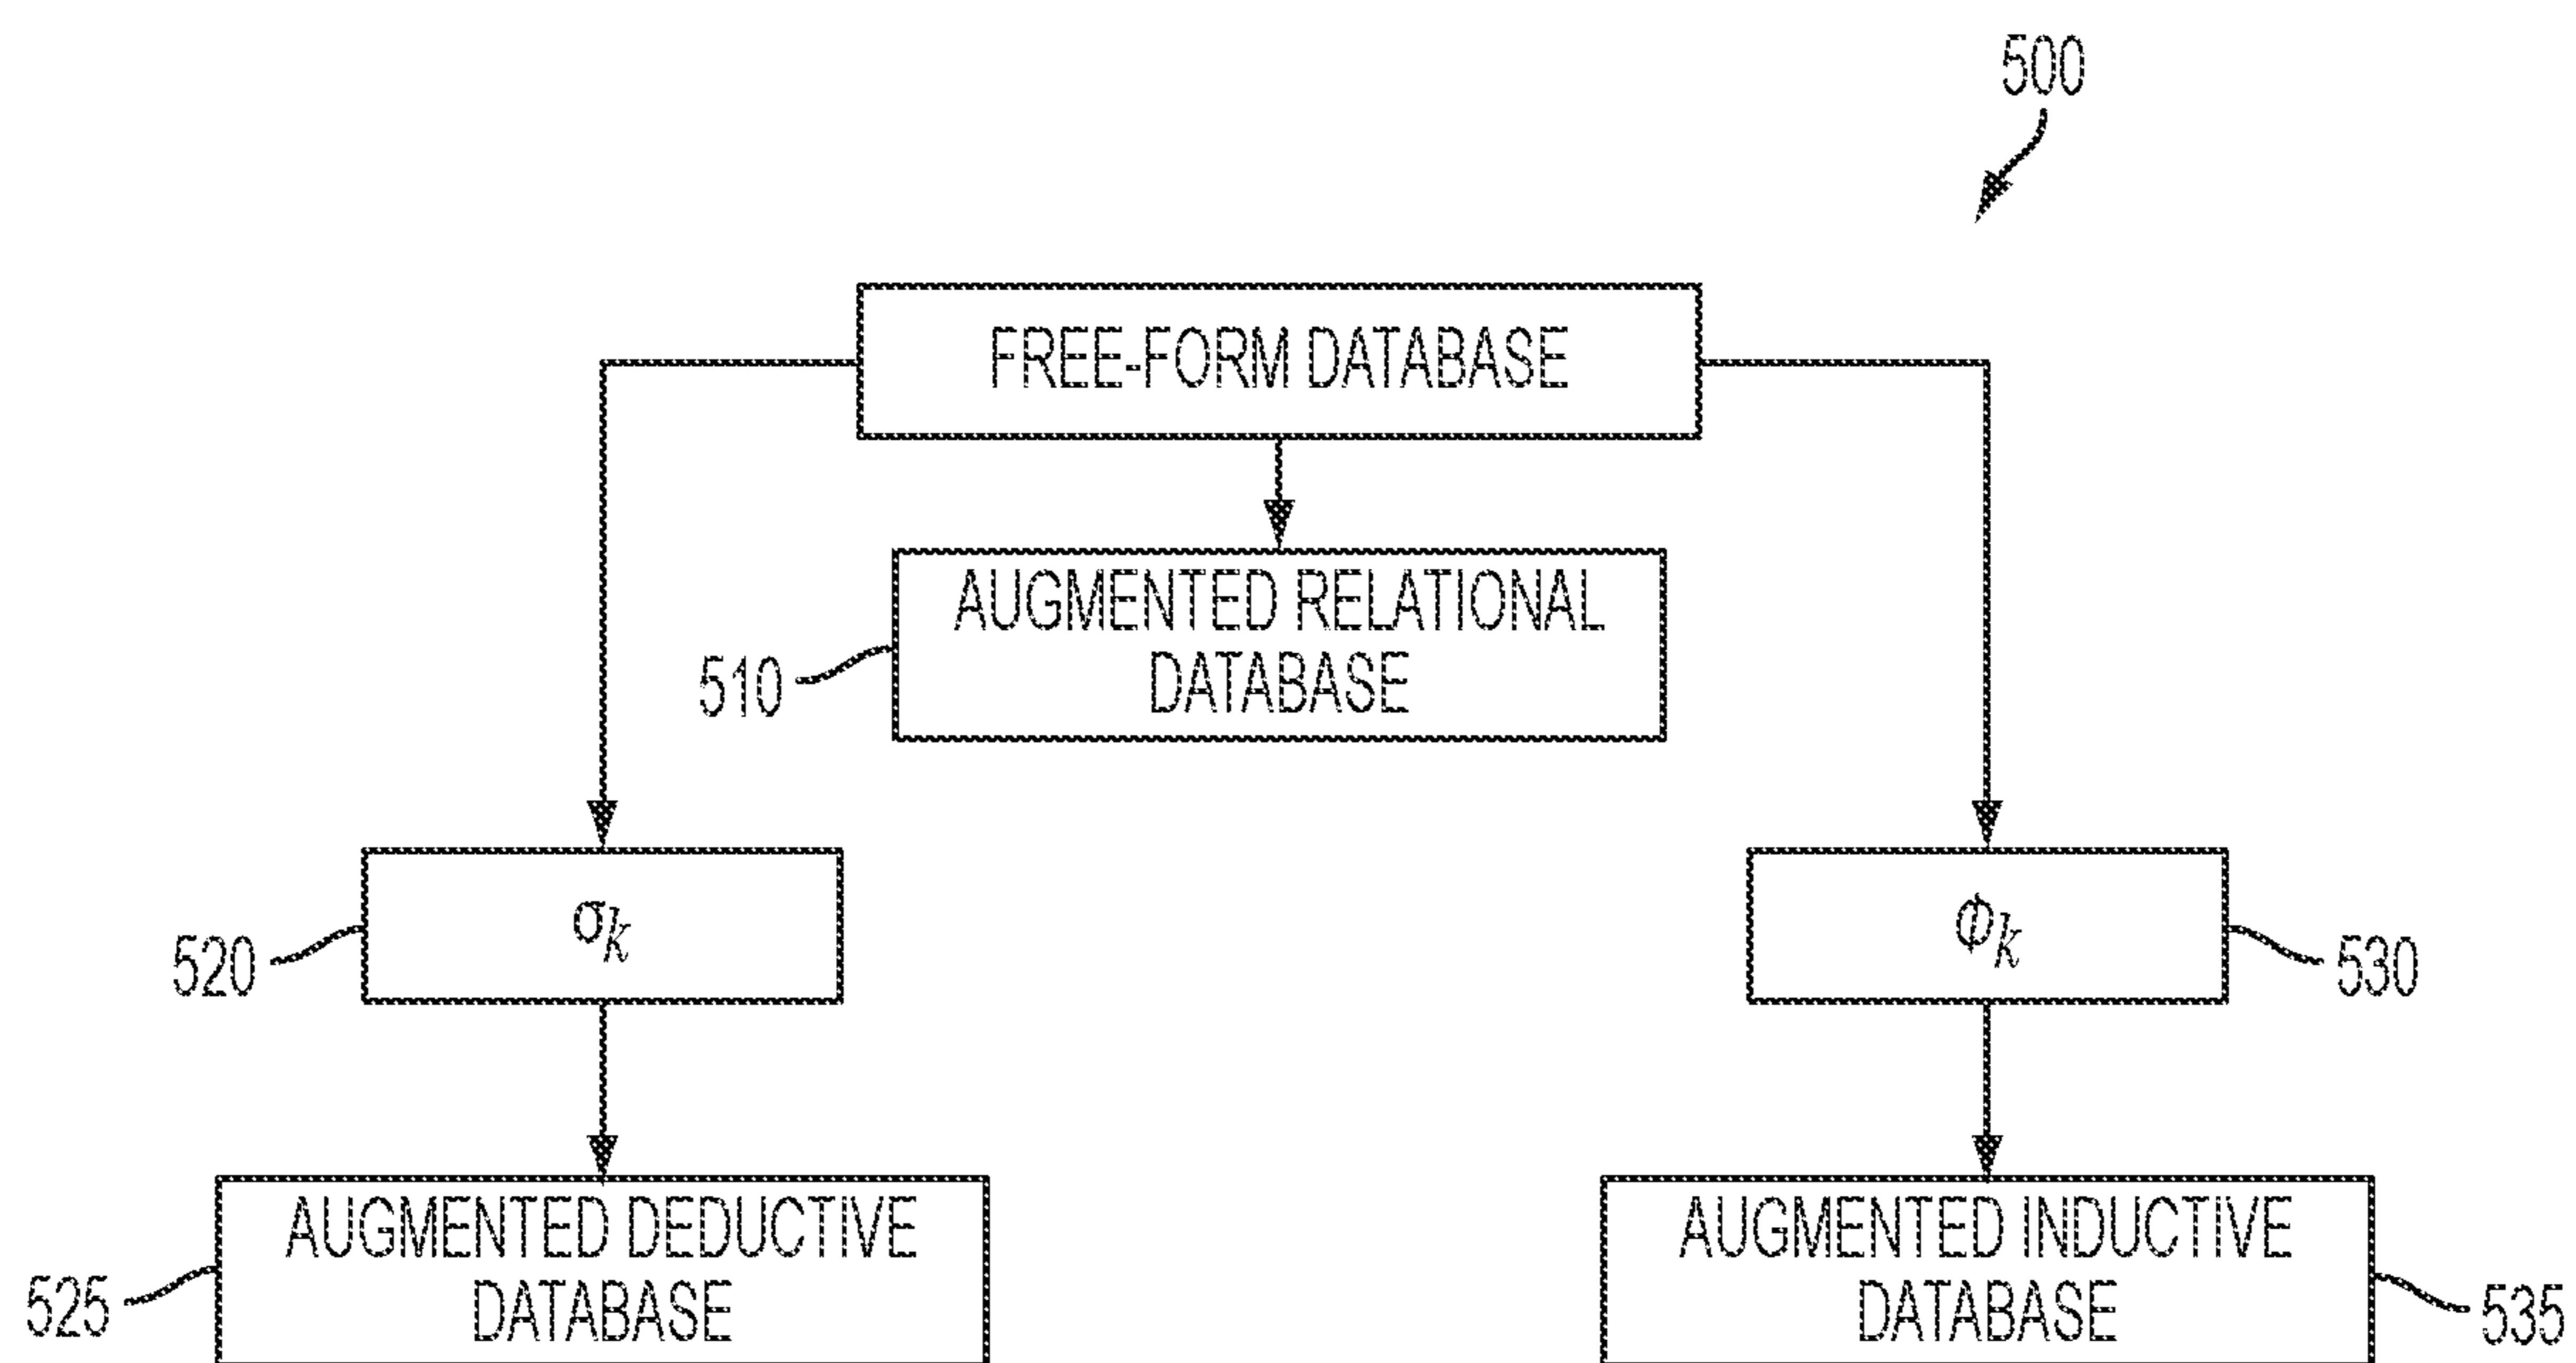 500
FREE-FORM DATABASE
AUGMENTED RELATIONAL
DATABASE
510
σk
520
ϕk
530
AUGMENTED DEDUCTIVE
DATABASE
525
AUGMENTED INDUCTIVE
DATABASE
535